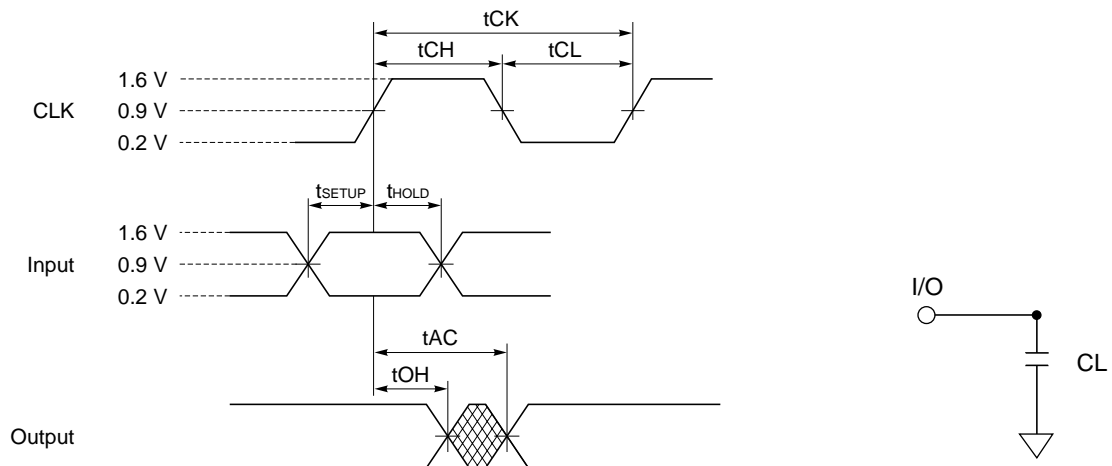 tCK
tCH tCL
1.6 V
CLK 0.9 V
0.2 V
tSETUP tHOLD
1.6 V
Input 0.9 V
0.2 V
I/O
tAC
CL
tOH
Output